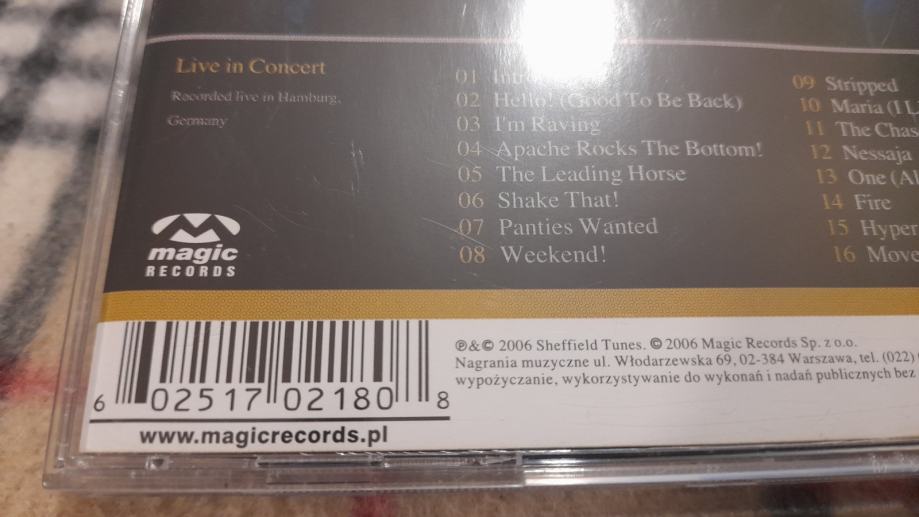 Live in Concert
Recorded live in Hamburg,
Germany
magic
RECORDS
01 Intro
02 Hello! (Good To Be Back)
03 I'm Raving
04 Apache Rocks The Bottom!
05 The Leading Horse
06 Shake That!
07 Panties Wanted
08 Weekend!
09 Stripped
10 Maria (I L
11 The Chas
12 Nessaja
13 One (Al
14 Fire
15 Hyper
16 Move
6 02517 02180 8
www.magicrecords.pl
℗&© 2006 Sheffield Tunes. © 2006 Magic Records Sp. z o.o.
Nagrania muzyczne ul. Włodarzewska 69, 02-384 Warszawa, tel. (022)
wypożyczanie, wykorzystywanie do wykonań i nadań publicznych bez